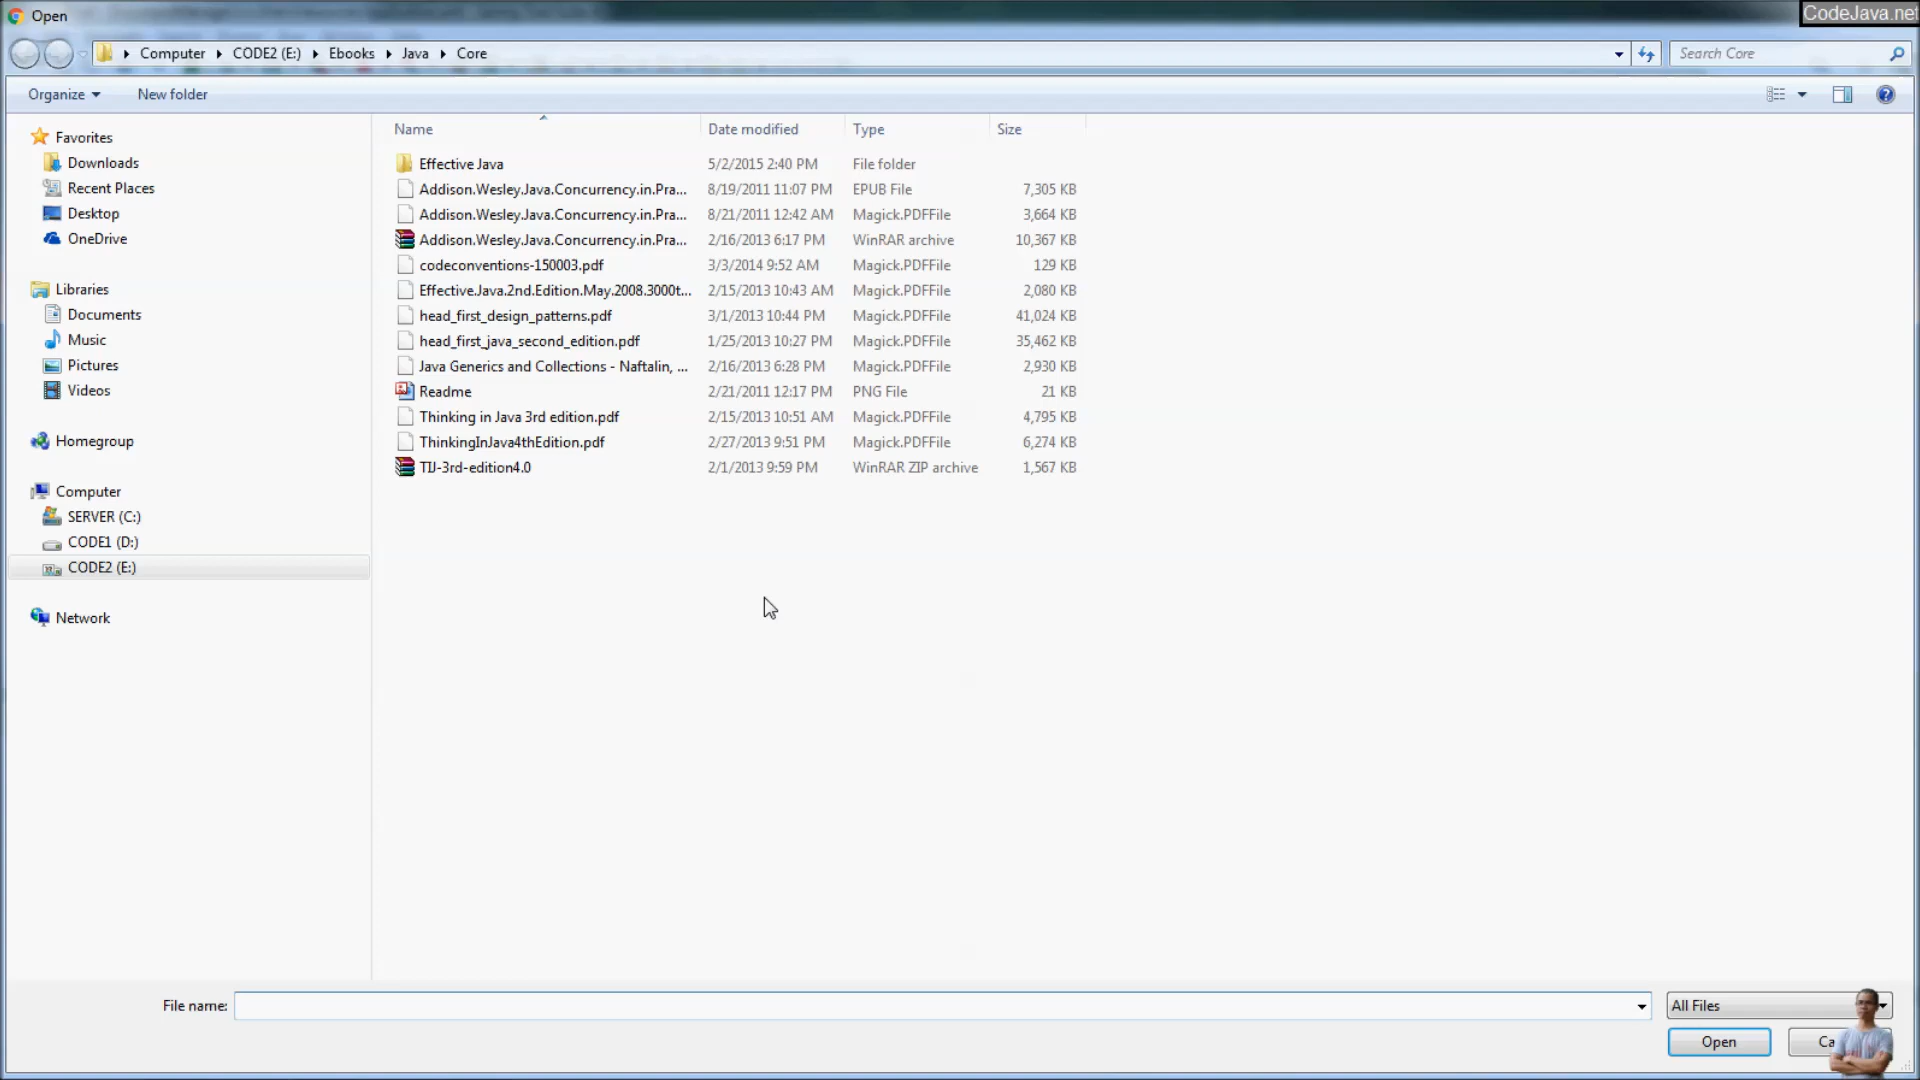 Open
CodeJava.net
Computer CODE2 (E:) Ebooks Java Core
Search Core
Organize New folder
Name Date modified Type Size
Favorites
Downloads
Recent Places
Desktop
OneDrive
Libraries
Documents
Music
Pictures
Videos
Homegroup
Computer
SERVER (C:)
CODE1 (D:)
CODE2 (E:)
Network
Effective Java 5/2/2015 2:40 PM File folder
Addison.Wesley.Java.Concurrency.in.Pra... 8/19/2011 11:07 PM EPUB File 7,305 KB
Addison.Wesley.Java.Concurrency.in.Pra... 8/21/2011 12:42 AM Magick.PDFFile 3,664 KB
Addison.Wesley.Java.Concurrency.in.Pra... 2/16/2013 6:17 PM WinRAR archive 10,367 KB
codeconventions-150003.pdf 3/3/2014 9:52 AM Magick.PDFFile 129 KB
Effective.Java.2nd.Edition.May.2008.3000t... 2/15/2013 10:43 AM Magick.PDFFile 2,080 KB
head_first_design_patterns.pdf 3/1/2013 10:44 PM Magick.PDFFile 41,024 KB
head_first_java_second_edition.pdf 1/25/2013 10:27 PM Magick.PDFFile 35,462 KB
Java Generics and Collections - Naftalin, ... 2/16/2013 6:28 PM Magick.PDFFile 2,930 KB
Readme 2/21/2011 12:17 PM PNG File 21 KB
Thinking in Java 3rd edition.pdf 2/15/2013 10:51 AM Magick.PDFFile 4,795 KB
ThinkingInJava4thEdition.pdf 2/27/2013 9:51 PM Magick.PDFFile 6,274 KB
TIJ-3rd-edition4.0 2/1/2013 9:59 PM WinRAR ZIP archive 1,567 KB
File name: All Files
Open Ca